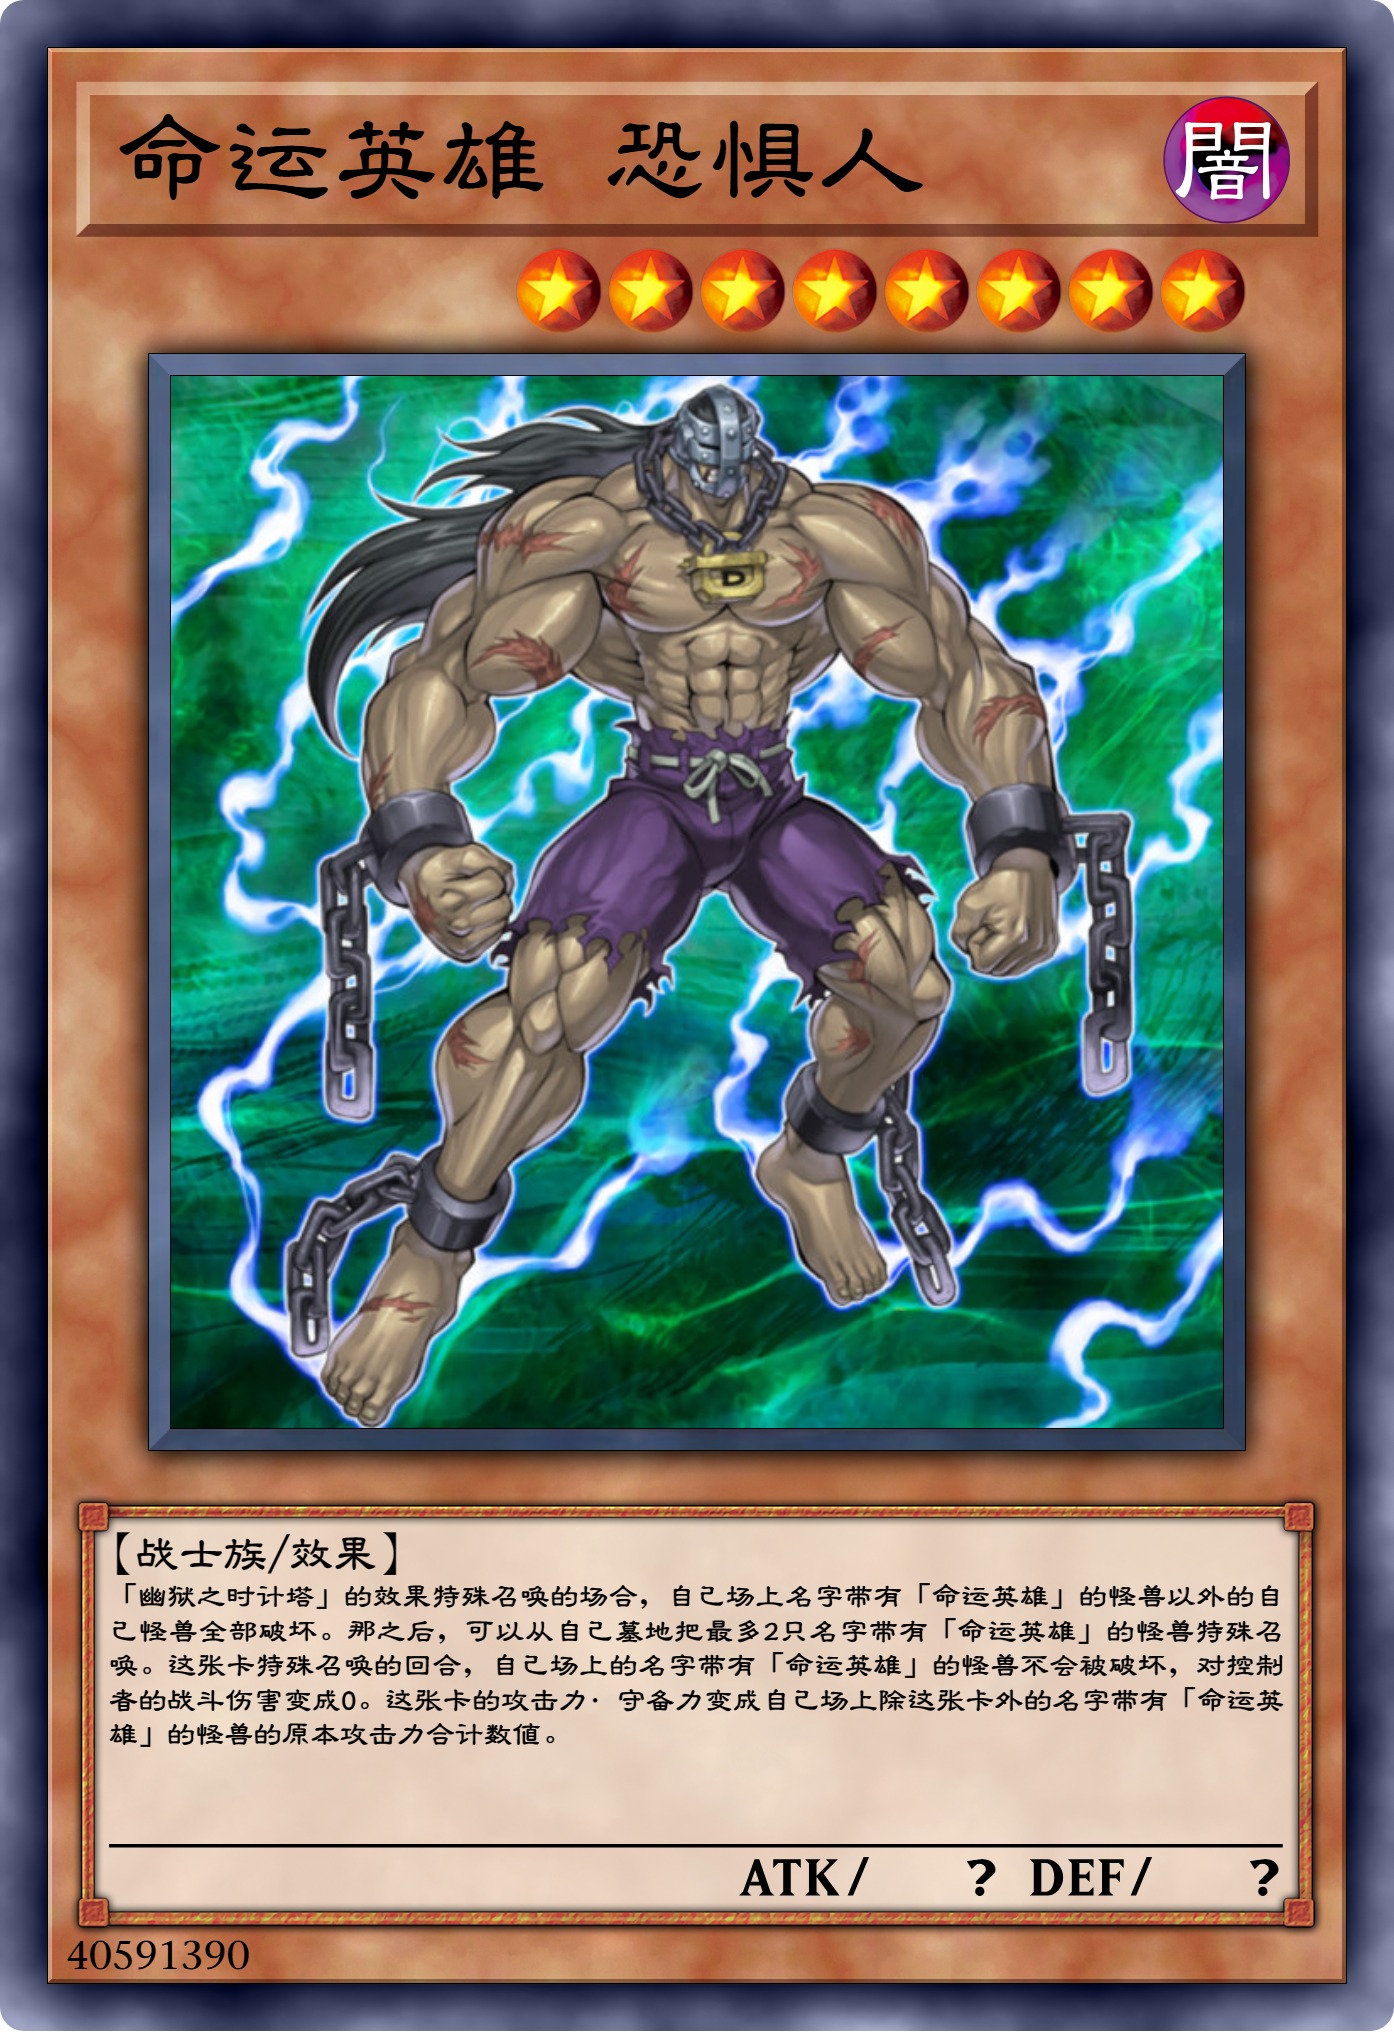 命运英雄 恐惧人
闇
D
【战士族/效果】
「幽狱之时计塔」的效果特殊召唤的场合，自己场上名字带有「命运英雄」的怪兽以外的自
己怪兽全部破坏。那之后，可以从自己墓地把最多2只名字带有「命运英雄」的怪兽特殊召
唤。这张卡特殊召唤的回合，自己场上的名字带有「命运英雄」的怪兽不会被破坏，对控制
者的战斗伤害变成0。这张卡的攻击力·守备力变成自己场上除这张卡外的名字带有「命运英
雄」的怪兽的原本攻击力合计数值。
ATK/ ? DEF/ ?
40591390